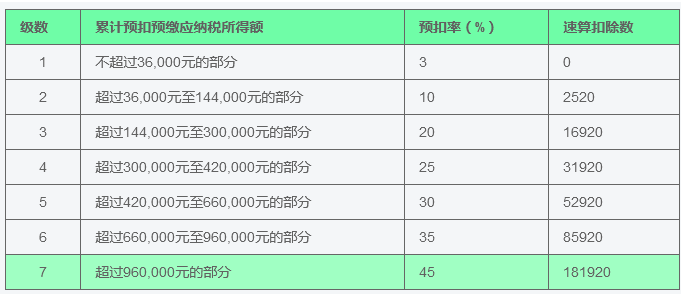 级数 累计预扣预缴应纳税所得额 预扣率（%） 速算扣除数
1 不超过36,000元的部分 3 0
2 超过36,000元至144,000元的部分 10 2520
3 超过144,000元至300,000元的部分 20 16920
4 超过300,000元至420,000元的部分 25 31920
5 超过420,000元至660,000元的部分 30 52920
6 超过660,000元至960,000元的部分 35 85920
7 超过960,000元的部分 45 181920